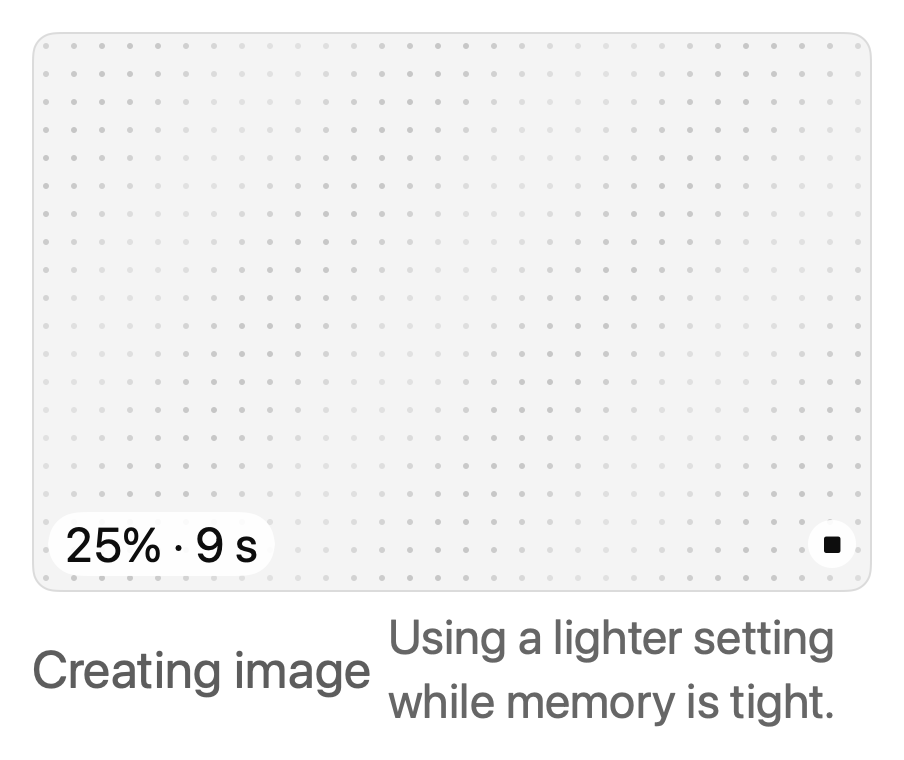 25% · 9 s
Creating image
Using a lighter setting
while memory is tight.